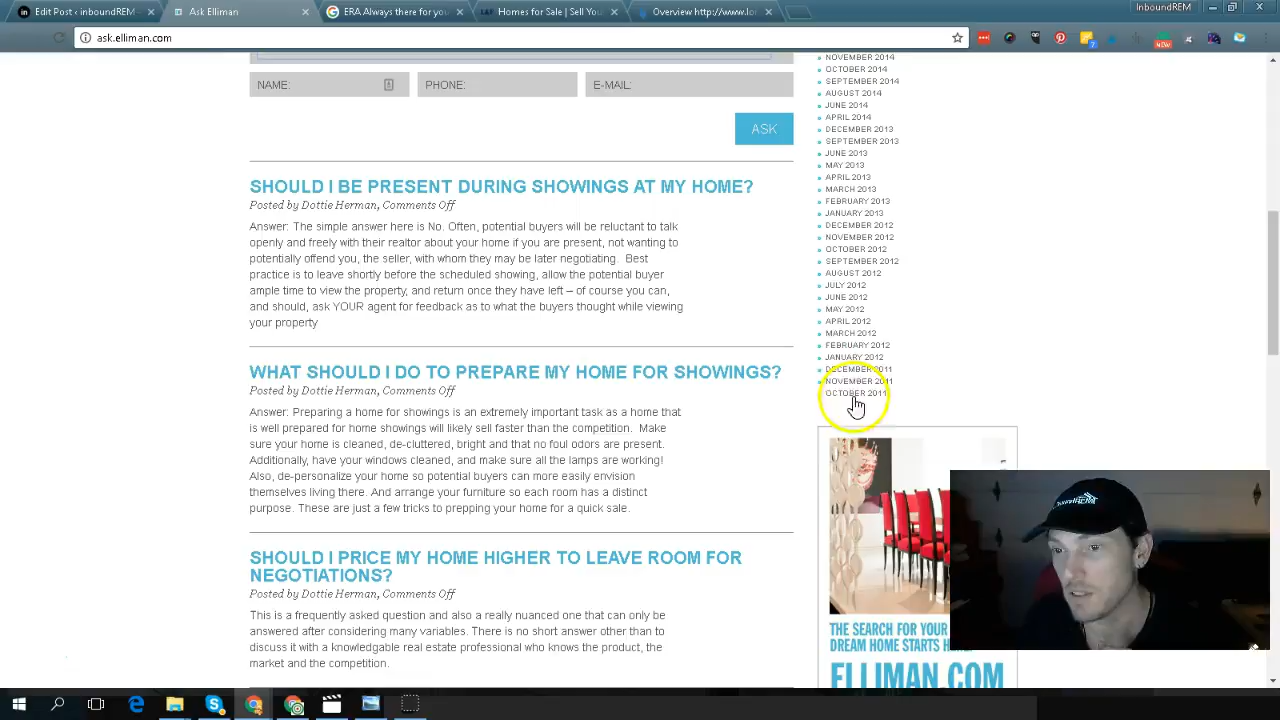 Edit Post ‹ inboundREM
Ask Elliman
ERA Always there for you
Homes for Sale | Sell You
Overview http://www.lo
InboundREM
ask.elliman.com
NAME:
PHONE:
E-MAIL:
ASK
SHOULD I BE PRESENT DURING SHOWINGS AT MY HOME?
Posted by Dottie Herman, Comments Off
Answer: The simple answer here is No. Often, potential buyers will be reluctant to talk
openly and freely with their realtor about your home if you are present, not wanting to
potentially offend you, the seller, with whom they may be later negotiating. Best
practice is to leave shortly before the scheduled showing, allow the potential buyer
ample time to view the property, and return once they have left – of course you can,
and should, ask YOUR agent for feedback as to what the buyers thought while viewing
your property
WHAT SHOULD I DO TO PREPARE MY HOME FOR SHOWINGS?
Posted by Dottie Herman, Comments Off
Answer: Preparing a home for showings is an extremely important task as a home that
is well prepared for home showings will likely sell faster than the competition. Make
sure your home is cleaned, de-cluttered, bright and that no foul odors are present.
Additionally, have your windows cleaned, and make sure all the lamps are working!
Also, de-personalize your home so potential buyers can more easily envision
themselves living there. And arrange your furniture so each room has a distinct
purpose. These are just a few tricks to prepping your home for a quick sale.
SHOULD I PRICE MY HOME HIGHER TO LEAVE ROOM FOR
NEGOTIATIONS?
Posted by Dottie Herman, Comments Off
This is a frequently asked question and also a really nuanced one that can only be
answered after considering many variables. There is no short answer other than to
discuss it with a knowledgable real estate professional who knows the product, the
market and the competition.
NOVEMBER 2014
OCTOBER 2014
SEPTEMBER 2014
AUGUST 2014
JUNE 2014
APRIL 2014
DECEMBER 2013
SEPTEMBER 2013
JUNE 2013
MAY 2013
APRIL 2013
MARCH 2013
FEBRUARY 2013
JANUARY 2013
DECEMBER 2012
NOVEMBER 2012
OCTOBER 2012
SEPTEMBER 2012
AUGUST 2012
JULY 2012
JUNE 2012
MAY 2012
APRIL 2012
MARCH 2012
FEBRUARY 2012
JANUARY 2012
DECEMBER 2011
NOVEMBER 2011
OCTOBER 2011
THE SEARCH FOR YOUR
DREAM HOME STARTS HERE.
ELLIMAN.COM